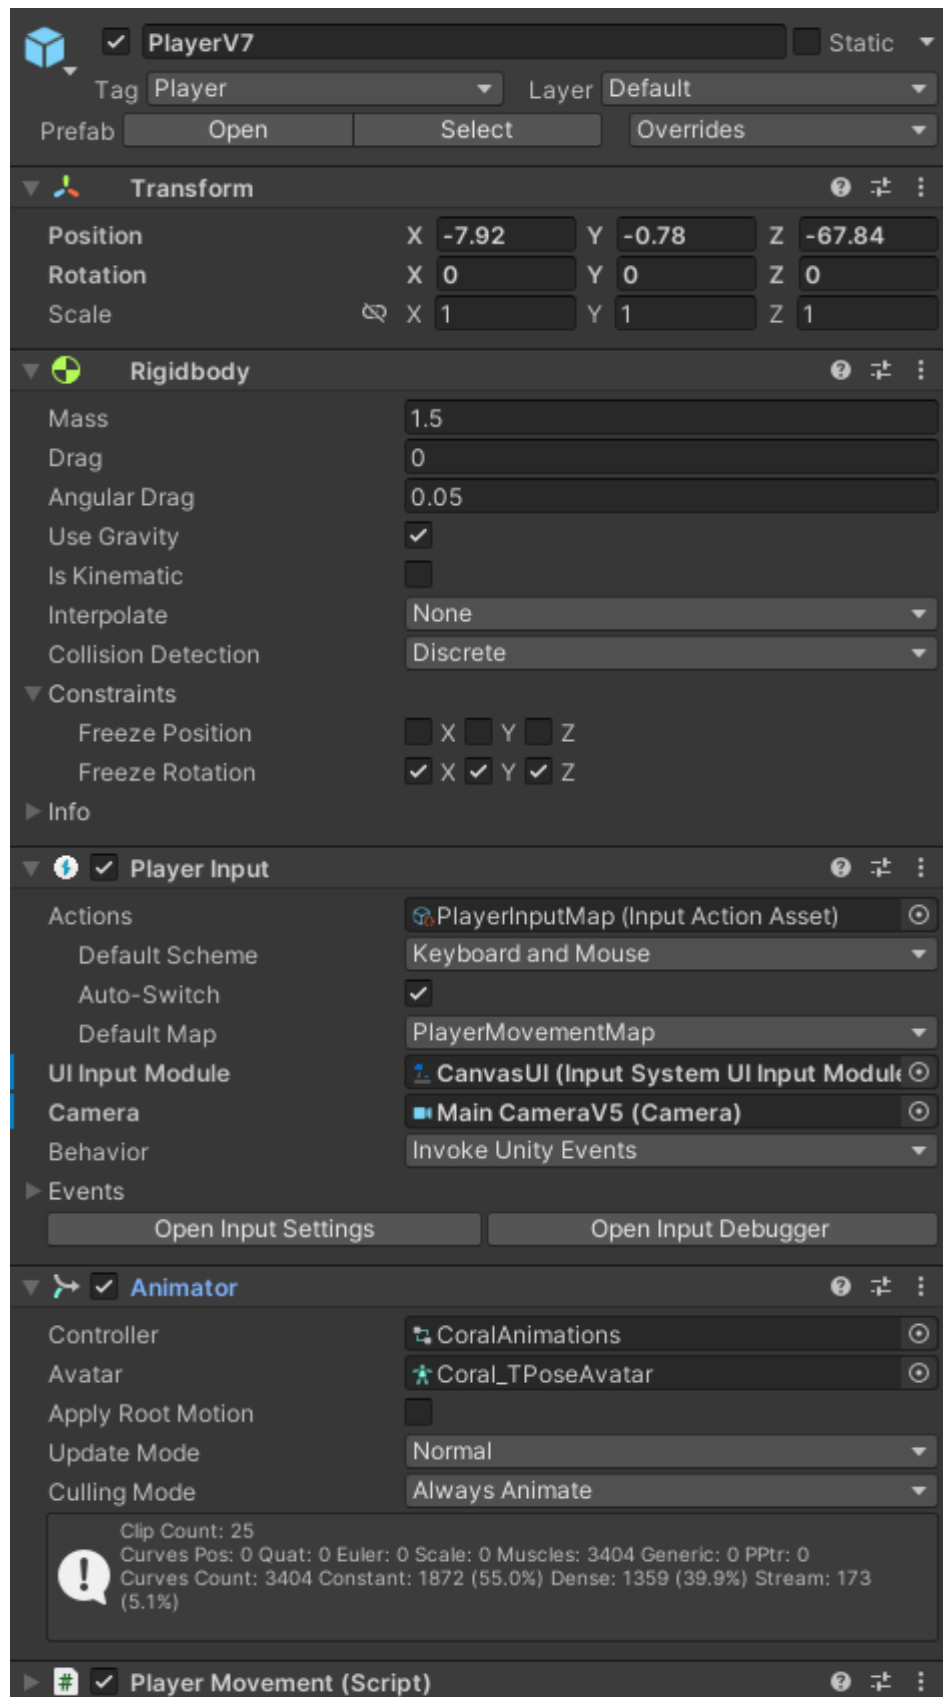 PlayerV7 Static
Tag Player Layer Default
Prefab Open Select Overrides
Transform
Position X -7.92 Y -0.78 Z -67.84
Rotation X 0 Y 0 Z 0
Scale X 1 Y 1 Z 1
Rigidbody
Mass 1.5
Drag 0
Angular Drag 0.05
Use Gravity
Is Kinematic
Interpolate None
Collision Detection Discrete
Constraints
Freeze Position X Y Z
Freeze Rotation X Y Z
Info
Player Input
Actions PlayerInputMap (Input Action Asset)
Default Scheme Keyboard and Mouse
Auto-Switch
Default Map PlayerMovementMap
UI Input Module CanvasUI (Input System UI Input Module
Camera Main CameraV5 (Camera)
Behavior Invoke Unity Events
Events
Open Input Settings Open Input Debugger
Animator
Controller CoralAnimations
Avatar Coral_TPoseAvatar
Apply Root Motion
Update Mode Normal
Culling Mode Always Animate
Clip Count: 25
Curves Pos: 0 Quat: 0 Euler: 0 Scale: 0 Muscles: 3404 Generic: 0 PPtr: 0
Curves Count: 3404 Constant: 1872 (55.0%) Dense: 1359 (39.9%) Stream: 173
(5.1%)
# Player Movement (Script)